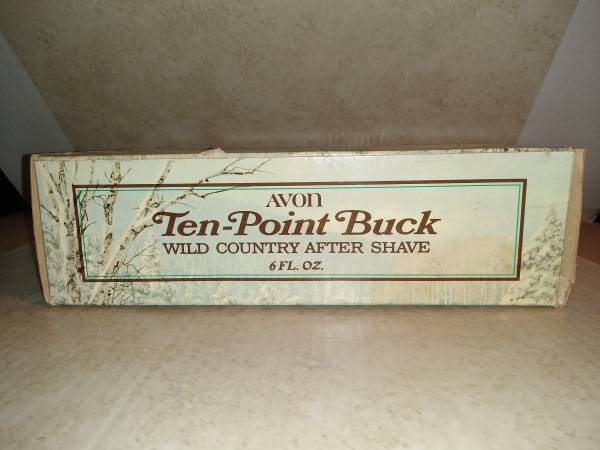 AVON
Ten-Point Buck
WILD COUNTRY AFTER SHAVE
6 FL. OZ.